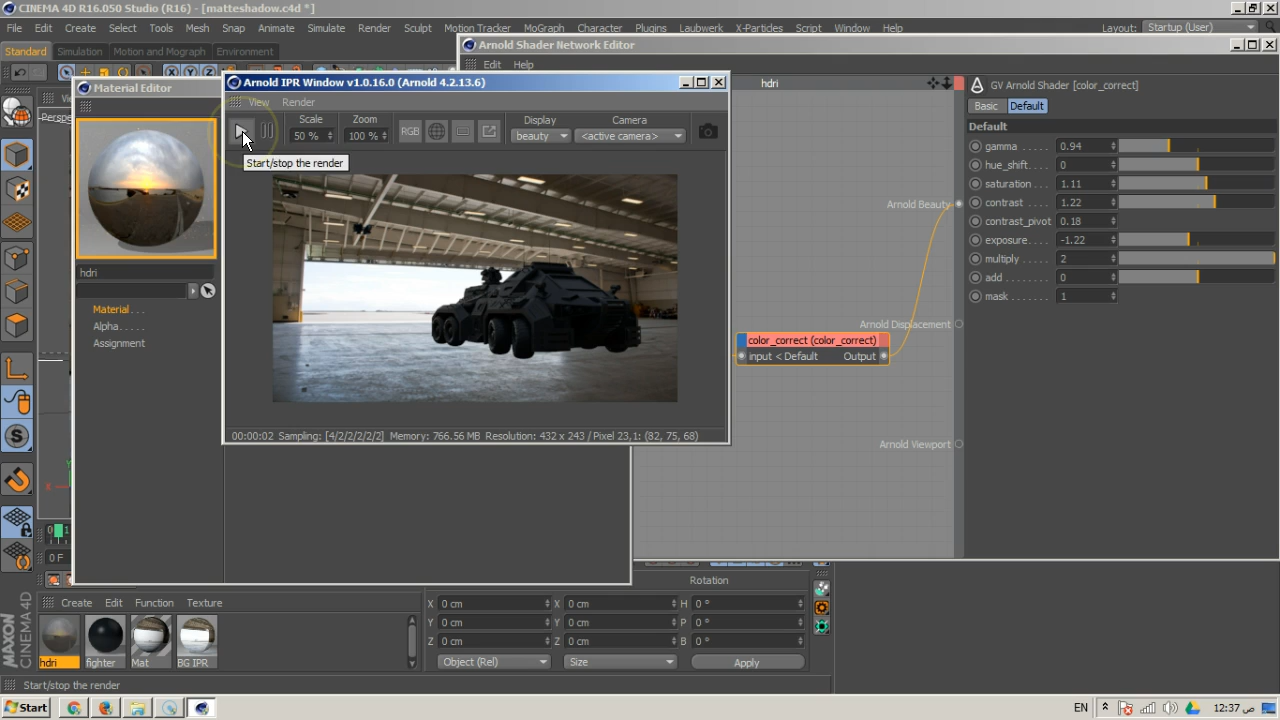 CINEMA 4D R16.050 Studio (R16) - [matteshadow.c4d *]
File Edit Create Select Tools Mesh Snap Animate Simulate Render Sculpt Motion Tracker MoGraph Character Plugins Laubwerk X-Particles Script Window Help Layout: Startup (User)
Standard Simulation Motion and Mograph Environment
Arnold Shader Network Editor
Edit Help
Material Editor
hdri
Material . . .
Alpha. . . . .
Assignment
Arnold IPR Window v1.0.16.0 (Arnold 4.2.13.6)
View Render
Scale Zoom Display Camera
50 % 100 % RGB beauty <active camera>
Start/stop the render
00:00:02 Sampling: [4/2/2/2/2/2] Memory: 766.56 MB Resolution: 432 x 243 / Pixel 23,1: (82, 75, 68)
hdri
Arnold Beauty
Arnold Displacement
color_correct (color_correct)
input < Default Output
Arnold Viewport
GV Arnold Shader [color_correct]
Basic Default
Default
gamma 0.94
hue_shift 0
saturation 1.11
contrast 1.22
contrast_pivot 0.18
exposure -1.22
multiply 2
add 0
mask 1
0 F
Rotation
X 0 cm X 0 cm H 0 °
Y 0 cm Y 0 cm P 0 °
Z 0 cm Z 0 cm B 0 °
Object (Rel) Size Apply
Create Edit Function Texture
hdri fighter Mat BG IPR
MAXON CINEMA 4D
Start/stop the render
Start EN 12:37 ص